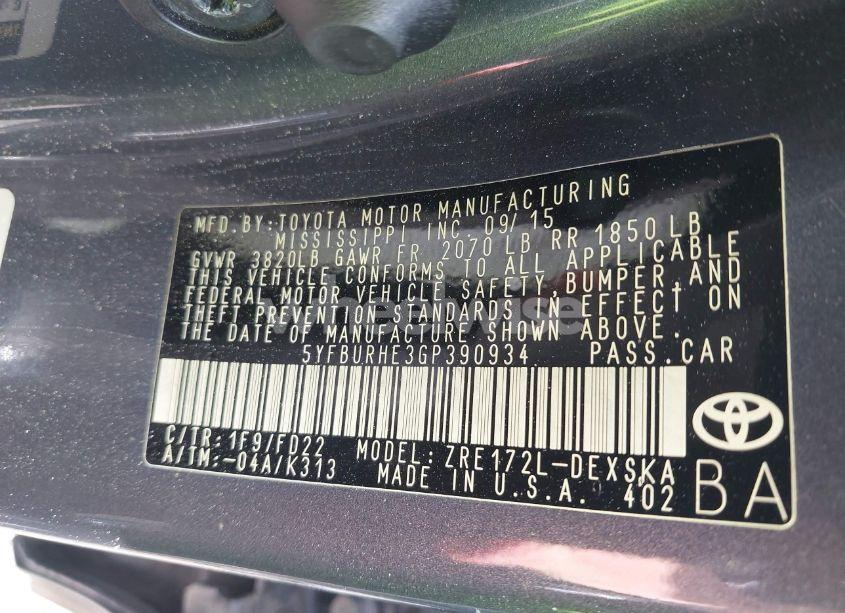 MFD.BY:TOYOTA MOTOR MANUFACTURING
MISSISSIPPI INC 09/15
GVWR 3820LB GAWR FR 2070 LB RR 1850 LB
THIS VEHICLE CONFORMS TO ALL APPLICABLE
FEDERAL MOTOR VEHICLE SAFETY,BUMPER,AND
THEFT PREVENTION STANDARDS IN EFFECT ON
THE DATE OF MANUFACTURE SHOWN ABOVE.
5YFBURHE3GP390934 PASS.CAR
C/TR:1F9/FD22 MODEL:ZRE172L-DEXSKA
A/TM:-04A/K313 MADE IN U.S.A. 402
BA